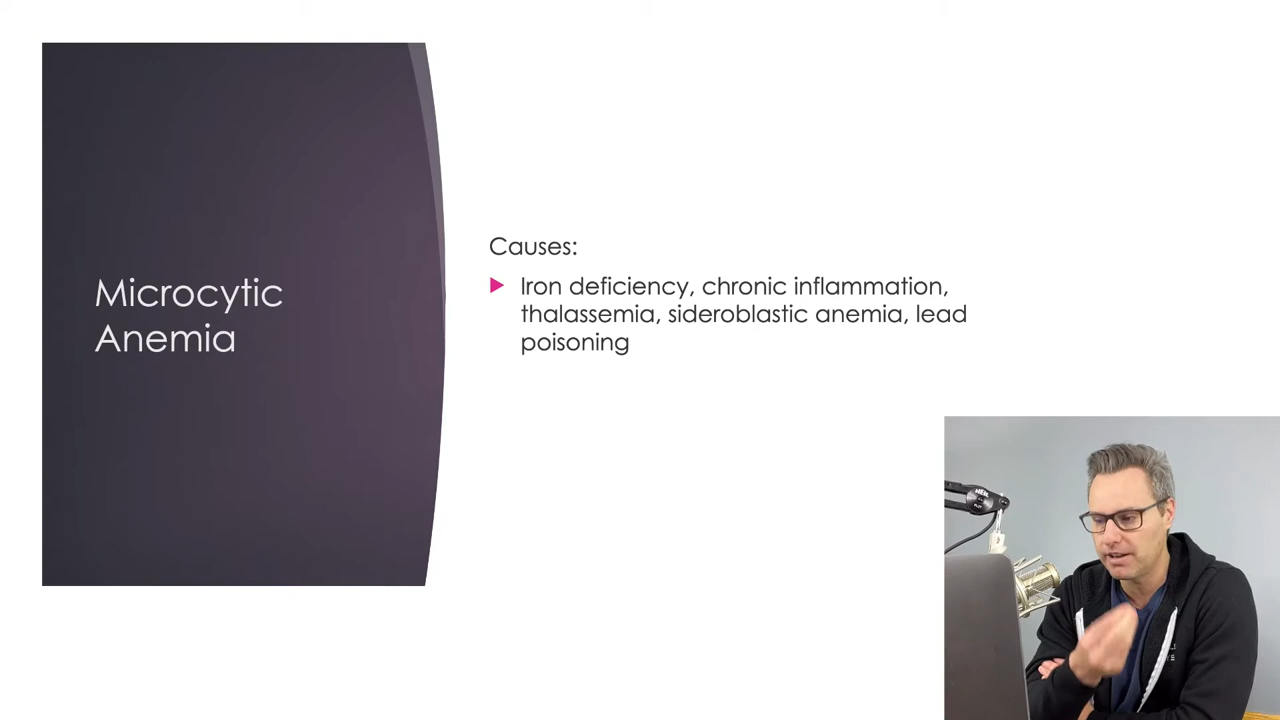 Microcytic
Anemia
Causes:
Iron deficiency, chronic inflammation,
thalassemia, sideroblastic anemia, lead
poisoning